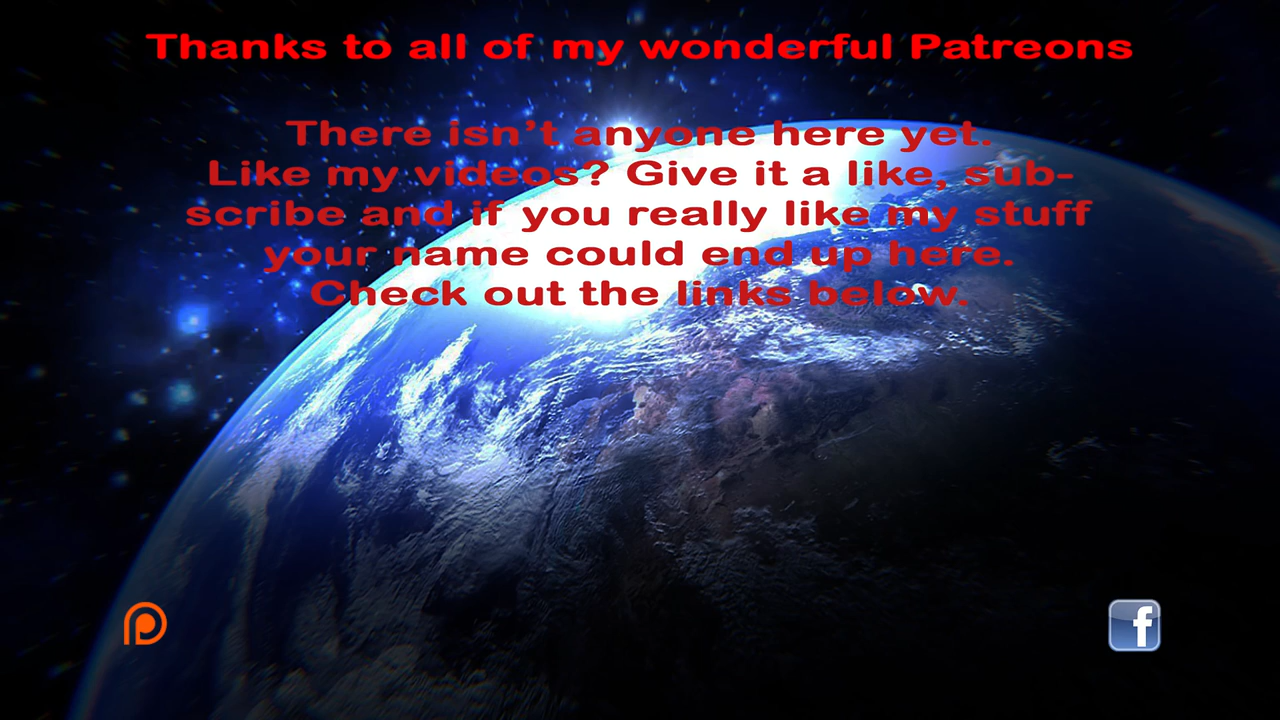 Thanks to all of my wonderful Patreons
There isn't anyone here yet.
Like my videos? Give it a like, sub-
scribe and if you really like my stuff
your name could end up here.
Check out the links below.